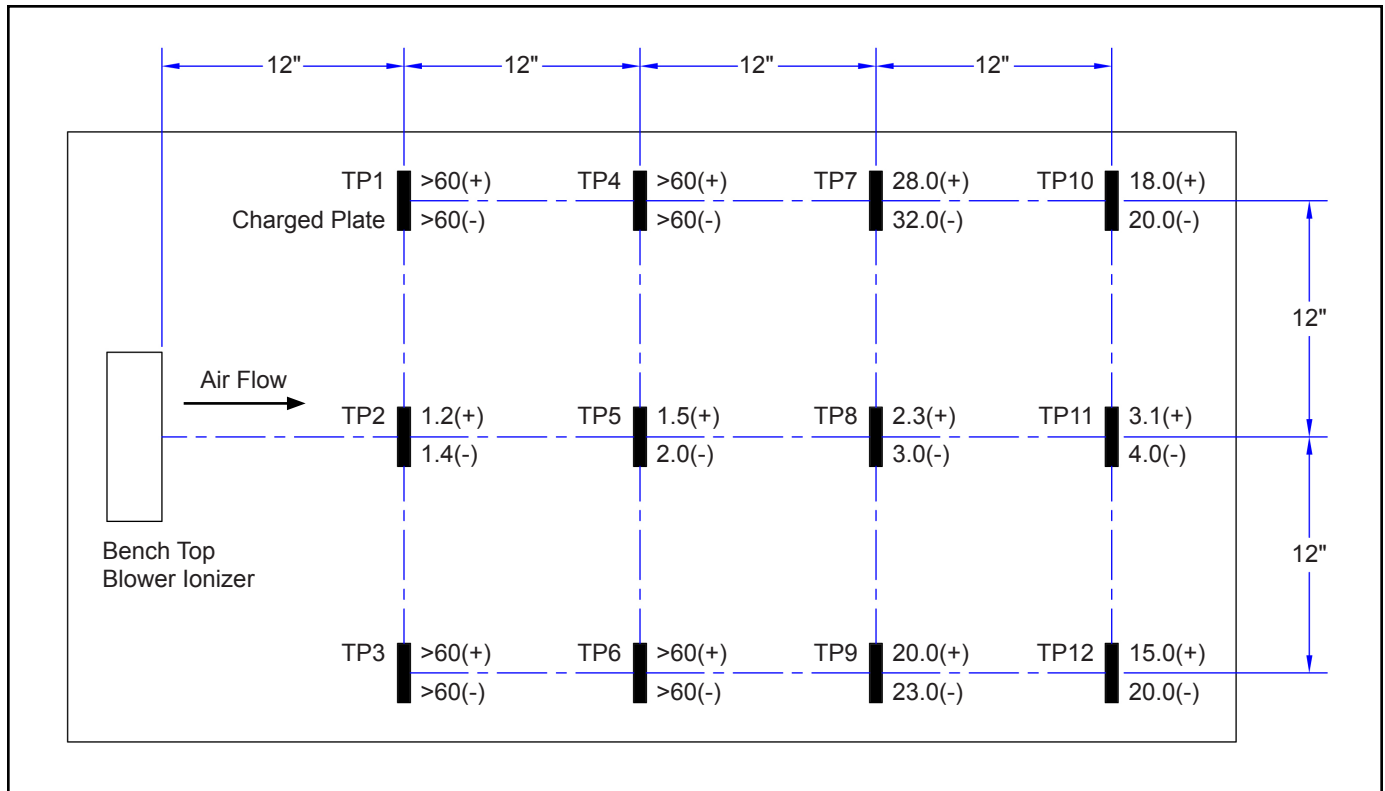 12" 12" 12" 12"
TP1 >60(+) TP4 >60(+) TP7 28.0(+) TP10 18.0(+)
Charged Plate >60(-) >60(-) 32.0(-) 20.0(-)
12"
Air Flow
TP2 1.2(+) TP5 1.5(+) TP8 2.3(+) TP11 3.1(+)
1.4(-) 2.0(-) 3.0(-) 4.0(-)
Bench Top
12"
Blower Ionizer
TP3 >60(+) TP6 >60(+) TP9 20.0(+) TP12 15.0(+)
>60(-) >60(-) 23.0(-) 20.0(-)